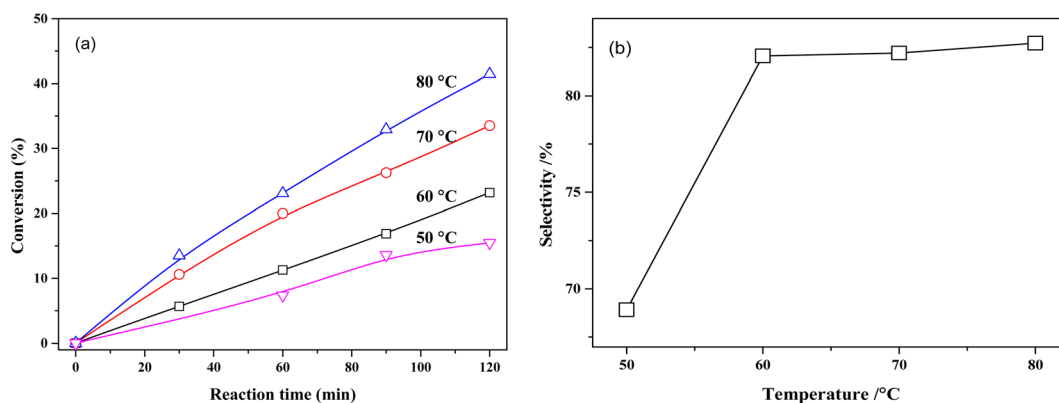 (a)
50
40
30
20
10
0
Conversion (%)
80 °C
70 °C
60 °C
50 °C
0 20 40 60 80 100 120
Reaction time (min)
(b)
80
75
70
Selectivity /%
50 60 70 80
Temperature /°C